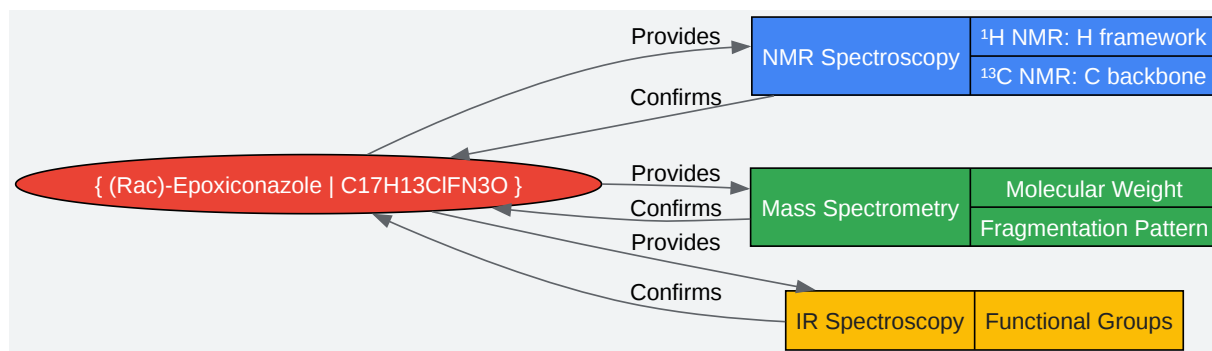 Provides
NMR Spectroscopy
¹H NMR: H framework
¹³C NMR: C backbone
Confirms
{ (Rac)-Epoxiconazole | C17H13ClFN3O }
Provides
Confirms
Mass Spectrometry
Molecular Weight
Fragmentation Pattern
Provides
Confirms
IR Spectroscopy
Functional Groups